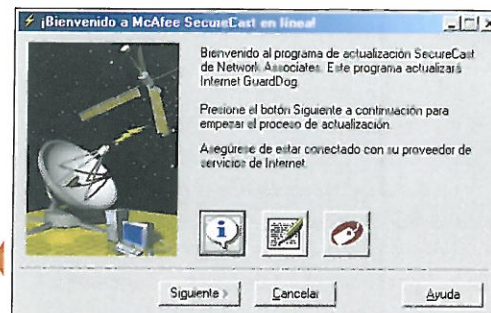 ¡Bienvenido a McAfee SecureCast en línea!
Bienvenido al programa de actualización SecureCast
de Network Associates. Este programa actualizará
Internet GuardDog.
Presione el botón Siguiente a continuación para
empezar el proceso de actualización.
Asegúrese de estar conectado con su proveedor de
servicios de Internet.
Siguiente >
Cancelar
Ayuda